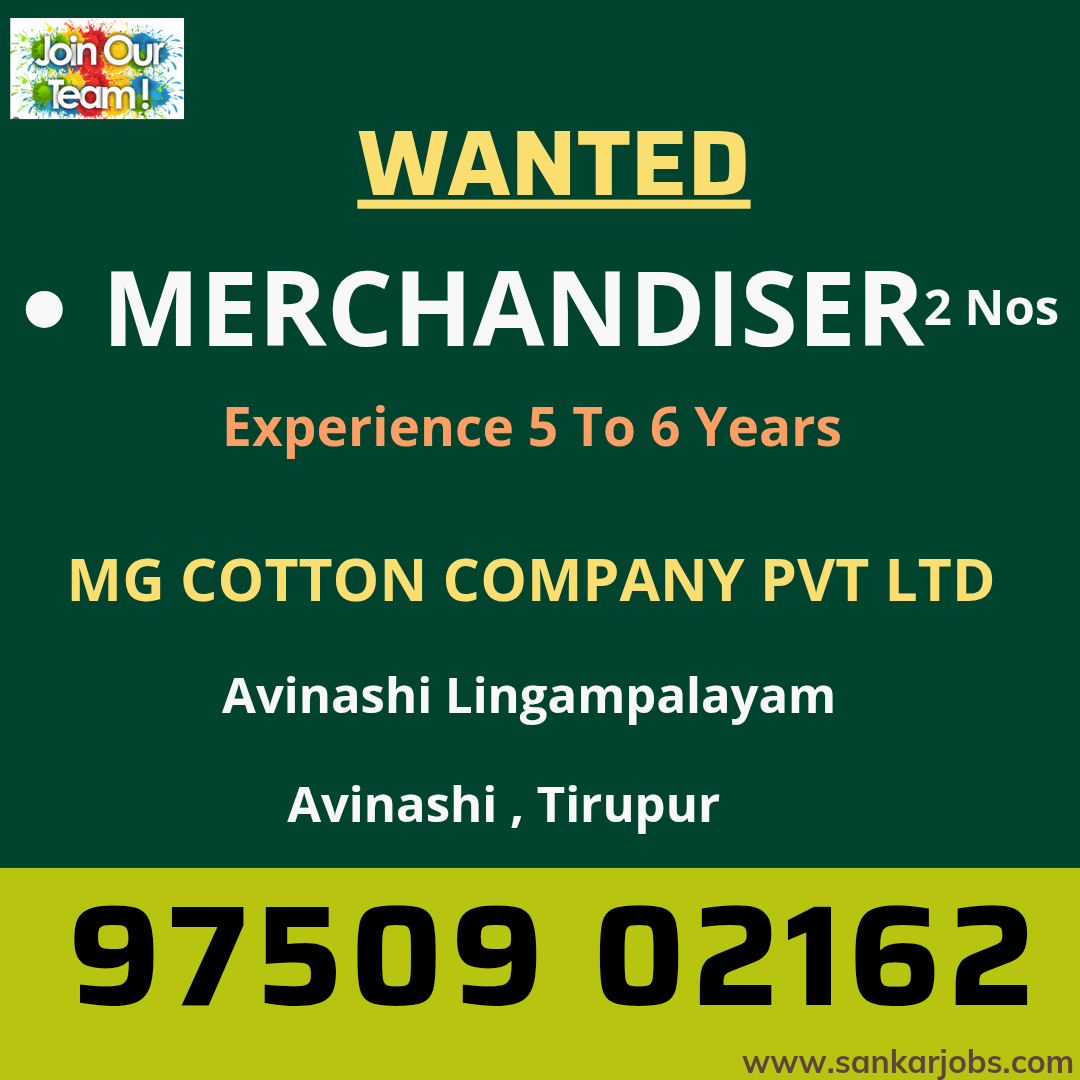 Join Our
Team !
WANTED
• MERCHANDISER 2 Nos
Experience 5 To 6 Years
MG COTTON COMPANY PVT LTD
Avinashi Lingampalayam
Avinashi , Tirupur
97509 02162
www.sankarjobs.com